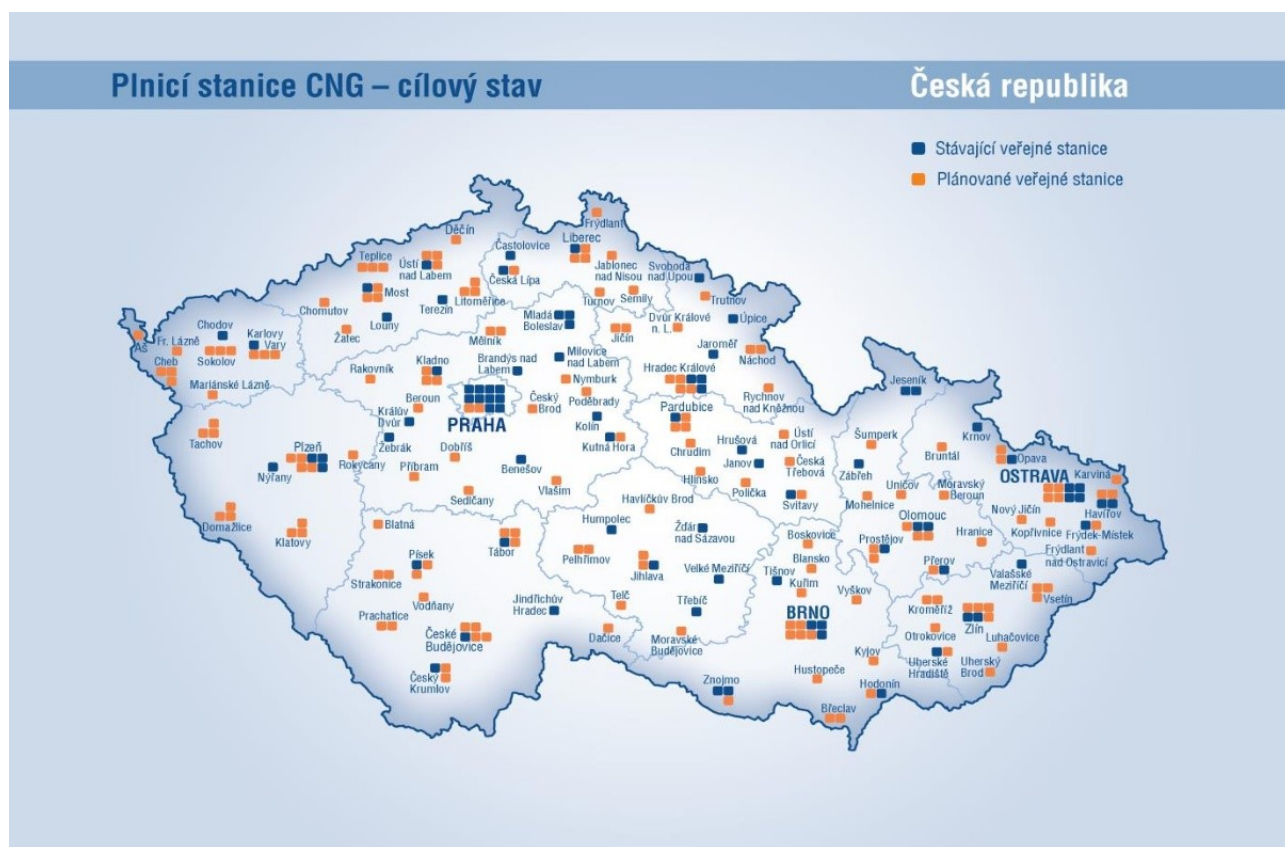 Plnicí stanice CNG – cílový stav
Česká republika
Stávající veřejné stanice
Plánované veřejné stanice
Frýdlant
Děčín
Liberec
Častolovice
Teplice
Ústí
nad Labem
Česká Lípa
Jablonec
nad Nisou
Svoboda
nad Úpou
Most
Litoměřice
Turnov
Semily
Trutnov
Chomutov
Terezín
Louny
Žatec
Mělník
Mladá
Boleslav
Jičín
Dvůr Králové
n. L.
Úpice
Jaroměř
Náchod
Aš
Fr. Lázně
Cheb
Chodov
Sokolov
Karlovy
Vary
Mariánské Lázně
Rakovník
Kladno
Brandýs nad
Labem
Milovice
nad Labem
Nymburk
Poděbrady
Hradec Králové
Rychnov
nad Kněžnou
Jeseník
Beroun
PRAHA
Český
Brod
Kolín
Pardubice
Králův
Dvůr
Žebrák
Kutná Hora
Chrudim
Hrušová
Ústí
nad Orlicí
Šumperk
Bruntál
Krnov
Opava
Tachov
Plzeň
Nýřany
Rokycany
Příbram
Dobříš
Benešov
Janov
Česká
Třebová
Zábřeh
OSTRAVA
Karviná
Sedlčany
Vlašim
Hlinsko
Polička
Svitavy
Mohelnice
Uničov
Moravský
Beroun
Havířov
Domažlice
Klatovy
Blatná
Havlíčkův Brod
Humpolec
Žďár
nad Sázavou
Olomouc
Nový Jičín
Kopřivnice
Frýdek-Místek
Hranice
Písek
Tábor
Pelhřimov
Jihlava
Boskovice
Prostějov
Přerov
Frýdlant
nad Ostravicí
Strakonice
Velké Meziříčí
Tišnov
Blansko
Kuřim
Valašské
Meziříčí
Vsetín
Vodňany
Jindřichův
Hradec
Telč
Třebíč
Vyškov
Kroměříž
Zlín
Prachatice
České
Budějovice
Dačice
Moravské
Budějovice
BRNO
Otrokovice
Luhačovice
Český
Krumlov
Kyjov
Uherské
Hradiště
Uherský
Brod
Hustopeče
Znojmo
Hodonín
Břeclav